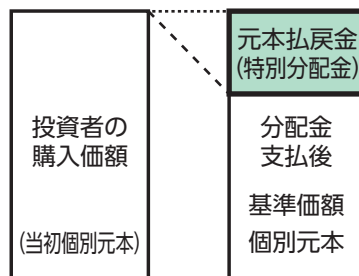 投資者の
購入価額
(当初個別元本)
元本払戻金
(特別分配金)
分配金
支払後
基準価額
個別元本